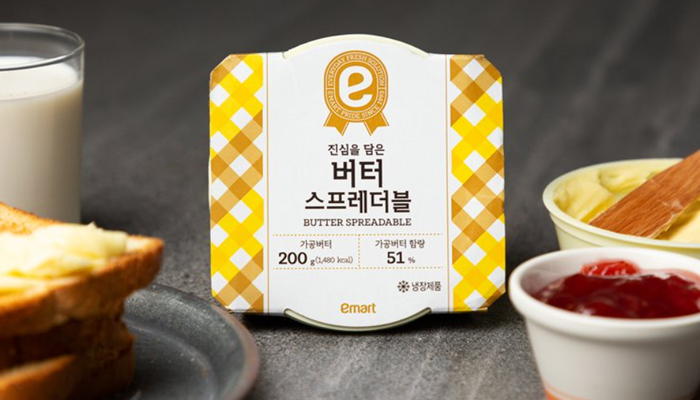 EVERYDAY FRESH SOLUTION
e
EMART PRIDE SINCE 1993
진심을 담은
버터
스프레더블
BUTTER SPREADABLE
가공버터
200 g(1,480 kcal)
가공버터 함량
51 %
냉장제품
emart